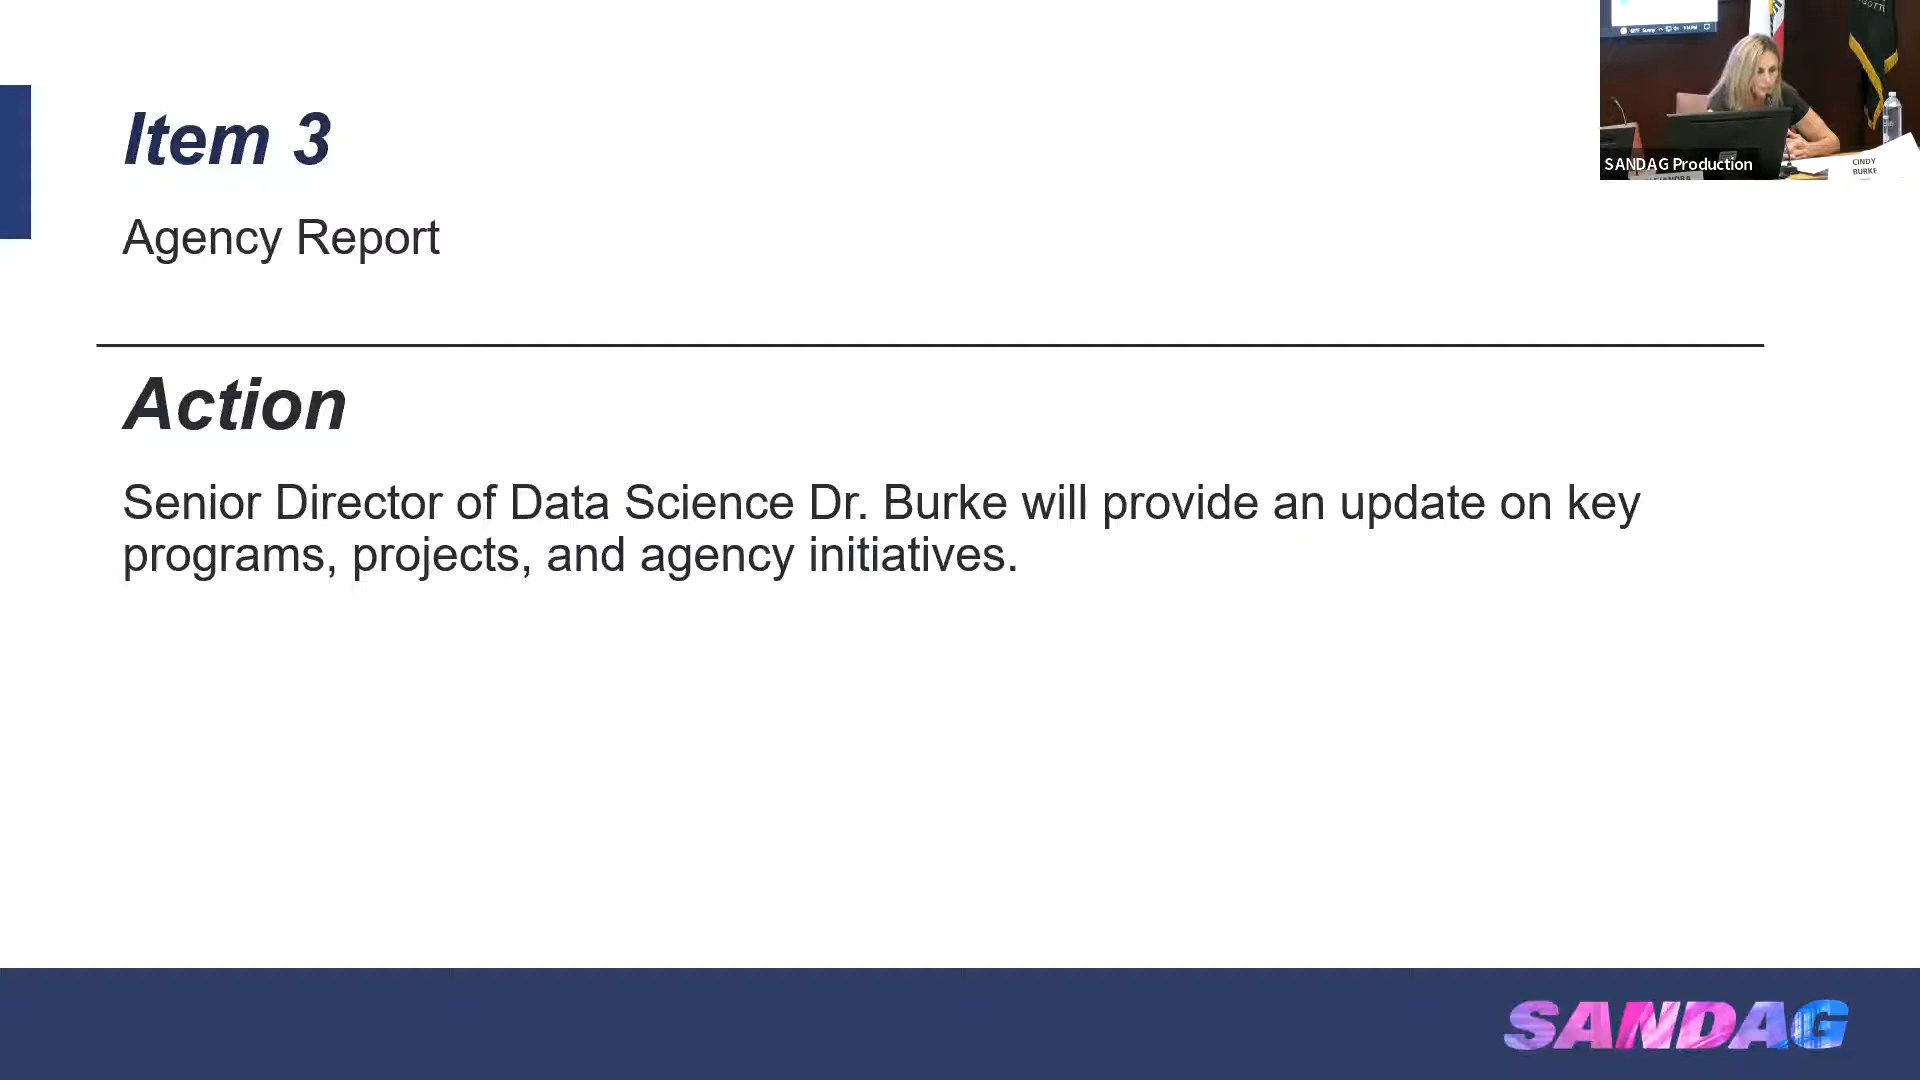 Item 3
Agency Report
Action
Senior Director of Data Science Dr. Burke will provide an update on key
programs, projects, and agency initiatives.
SANDAG Production
CINDY
BURKE
SANDAG